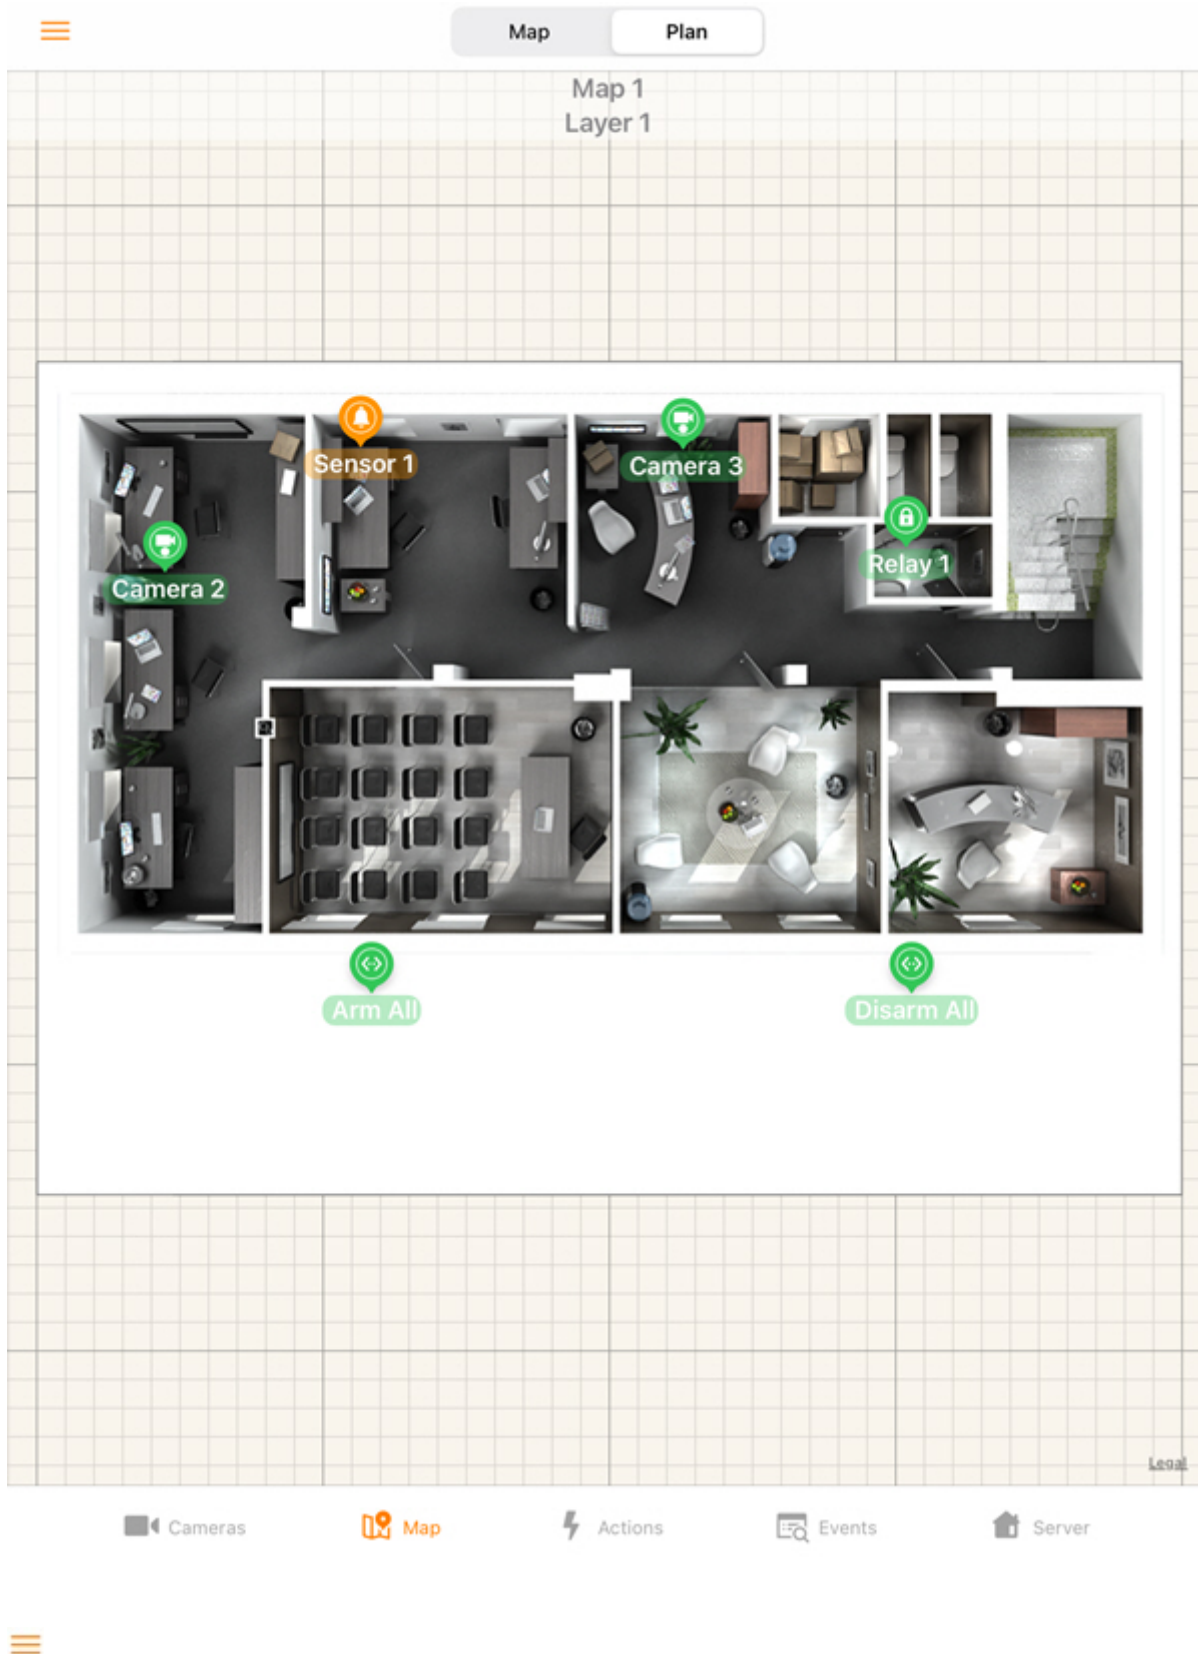 Map Plan
Map 1
Layer 1
Sensor 1
Camera 3
Relay 1
Camera 2
Arm All
Disarm All
Legal
Cameras Map Actions Events Server